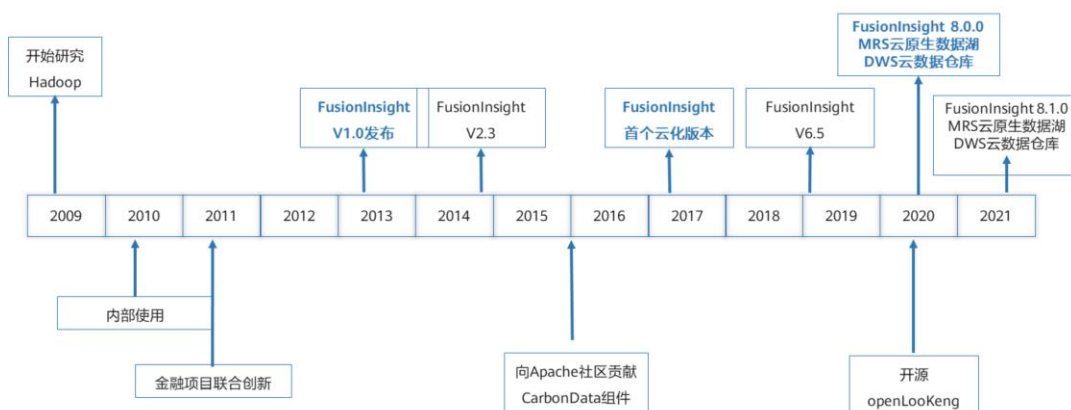 开始研究
Hadoop
FusionInsight
V1.0发布
FusionInsight
V2.3
FusionInsight
首个云化版本
FusionInsight
V6.5
FusionInsight 8.0.0
MRS云原生数据湖
DWS云数据仓库
FusionInsight 8.1.0
MRS云原生数据湖
DWS云数据仓库
2009 2010 2011 2012 2013 2014 2015 2016 2017 2018 2019 2020 2021
内部使用
金融项目联合创新
向Apache社区贡献
CarbonData组件
开源
openLooKeng